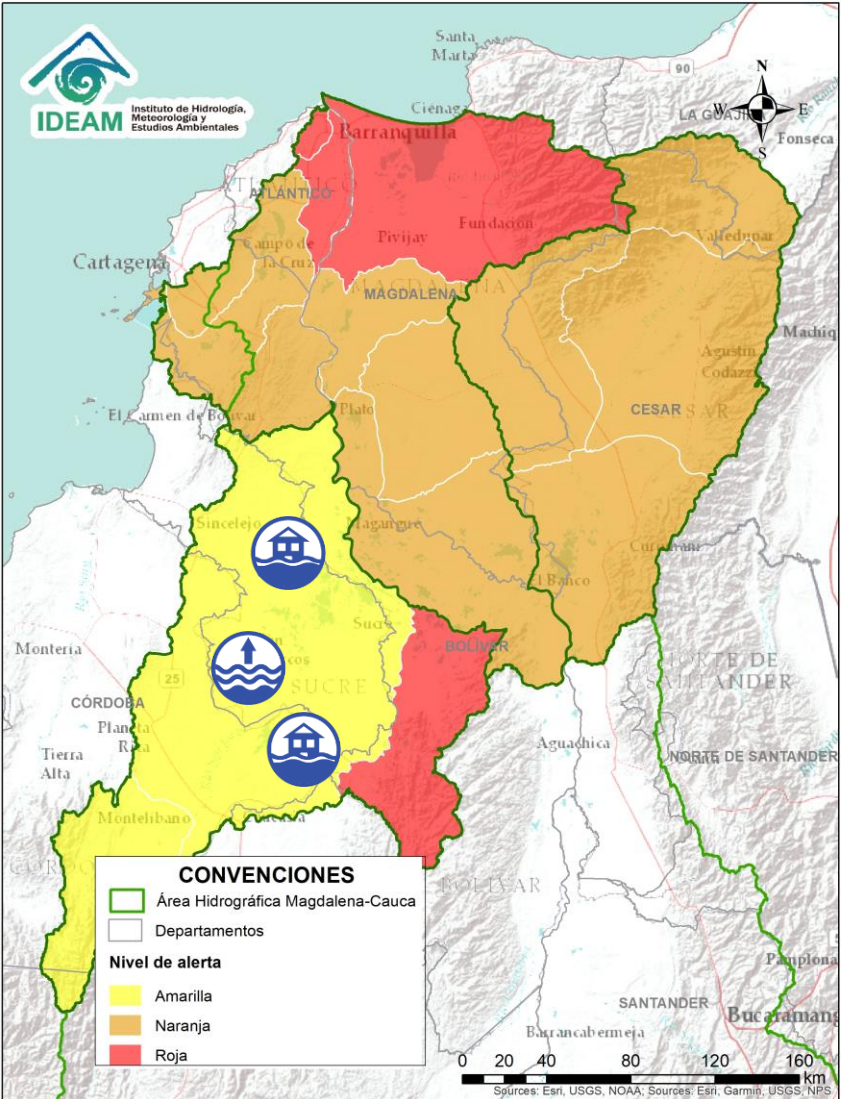 IDEAM
Instituto de Hidrología,
Meteorología y
Estudios Ambientales
Santa
Marta
90
N
W
E
S
Ciénaga
LA GUAJI
Fonseca
Barranquilla
ATLÁNTICO
Fundación
Pivijay
Valledupar
Campo de
la Cruz
Cartagena
MAGDALENA
Machiq
Agustín
Codazzi
CESAR
CESAR
El Carmen de Bolívar
Plato
Sincelejo
Magangué
Curumaní
El Banco
Sucre
BOLÍVAR
Montería
25
SUCRE
CÓRDOBA
NORTE DE
SANTANDER
Planeta
Rica
Aguachica
NORTE DE SANTANDER
Tierra
Alta
Montelíbano
CONVENCIONES
Área Hidrográfica Magdalena-Cauca
Departamentos
Nivel de alerta
Amarilla
Naranja
Roja
BOLÍVAR
Pamplona
SANTANDER
Bucaramang
Barrancabermeja
0 20 40 80 120 160
km
Sources: Esri, USGS, NOAA; Sources: Esri, Garmin, USGS, NPS